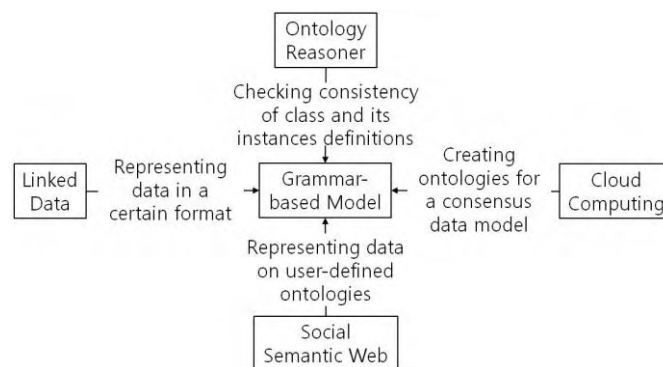 Ontology
Reasoner
Checking consistency
of class and its
instances definitions
Linked
Data
Representing
data in a
certain format
Grammar-
based Model
Creating
ontologies for
a consensus
data model
Cloud
Computing
Representing data
on user-defined
ontologies
Social
Semantic Web